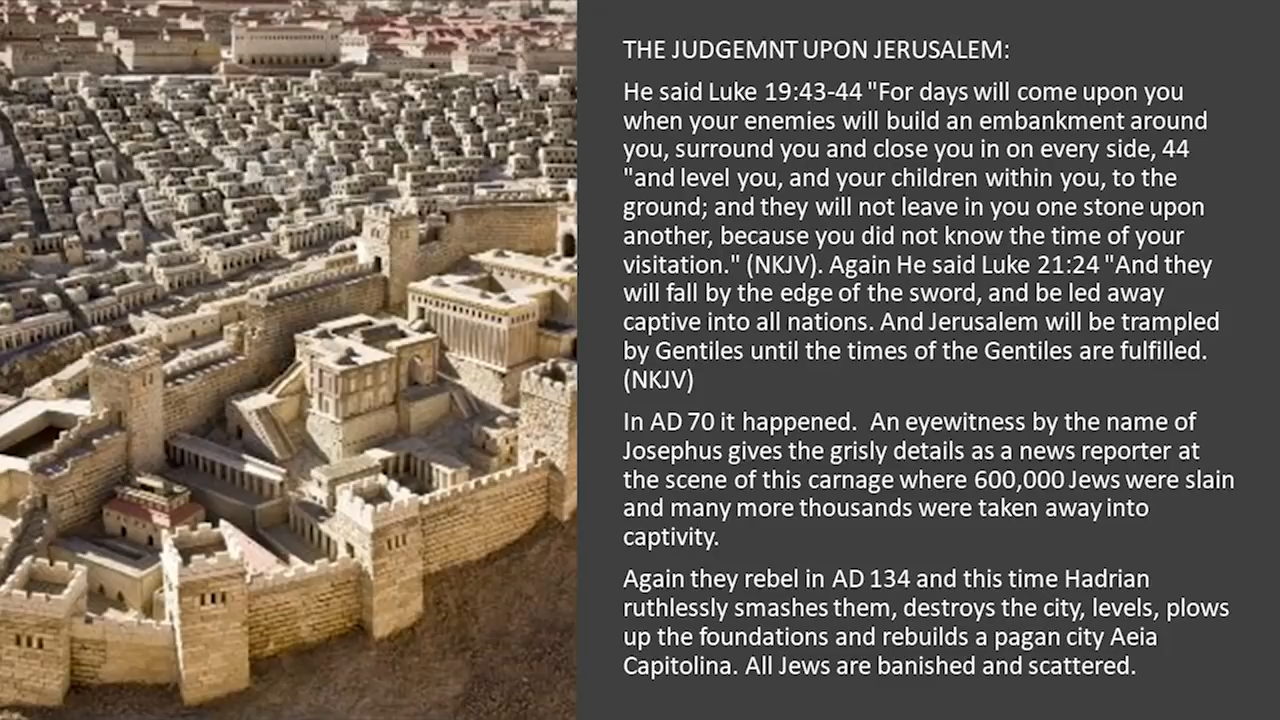 THE JUDGEMNT UPON JERUSALEM:
He said Luke 19:43-44 "For days will come upon you
when your enemies will build an embankment around
you, surround you and close you in on every side, 44
"and level you, and your children within you, to the
ground; and they will not leave in you one stone upon
another, because you did not know the time of your
visitation." (NKJV). Again He said Luke 21:24 "And they
will fall by the edge of the sword, and be led away
captive into all nations. And Jerusalem will be trampled
by Gentiles until the times of the Gentiles are fulfilled.
(NKJV)
In AD 70 it happened.  An eyewitness by the name of
Josephus gives the grisly details as a news reporter at
the scene of this carnage where 600,000 Jews were slain
and many more thousands were taken away into
captivity.
Again they rebel in AD 134 and this time Hadrian
ruthlessly smashes them, destroys the city, levels, plows
up the foundations and rebuilds a pagan city Aeia
Capitolina. All Jews are banished and scattered.